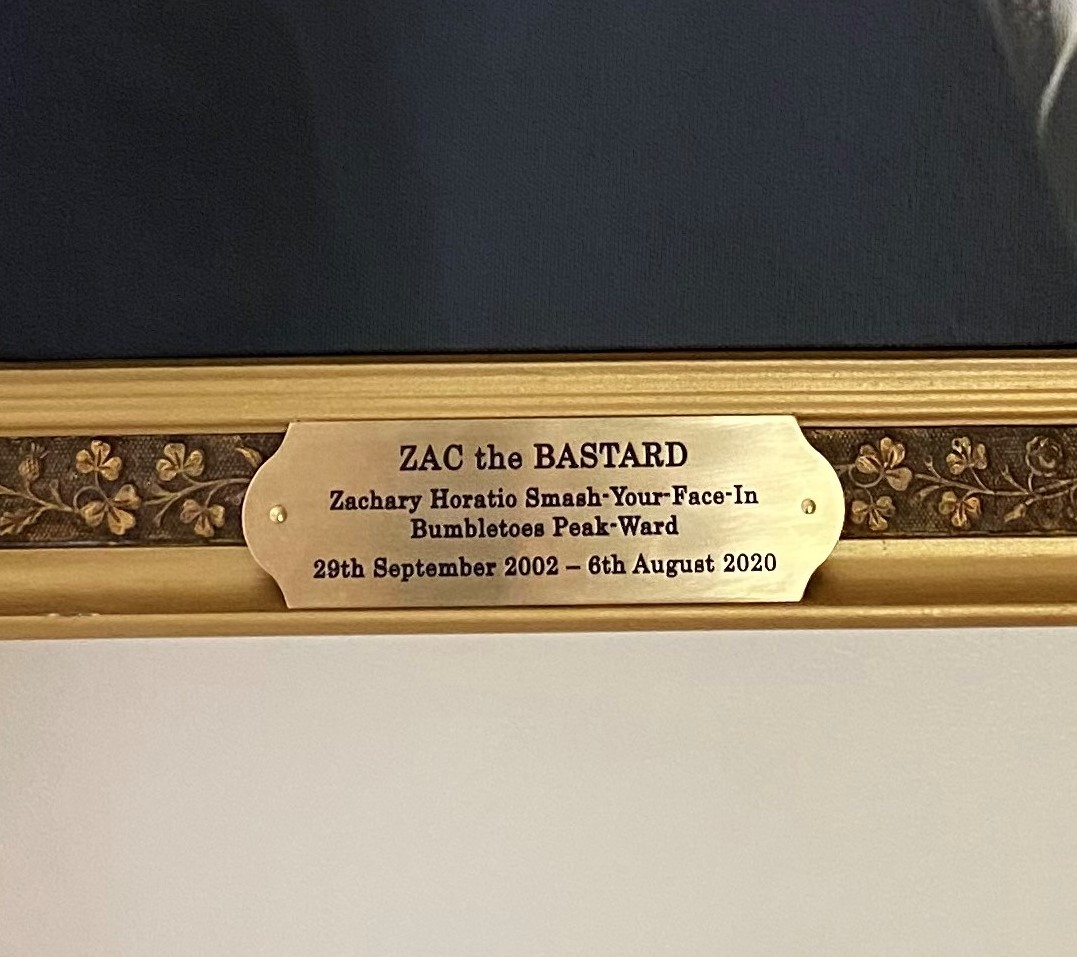 ZAC the BASTARD
Zachary Horatio Smash-Your-Face-In
Bumbletoes Peak-Ward
29th September 2002 – 6th August 2020